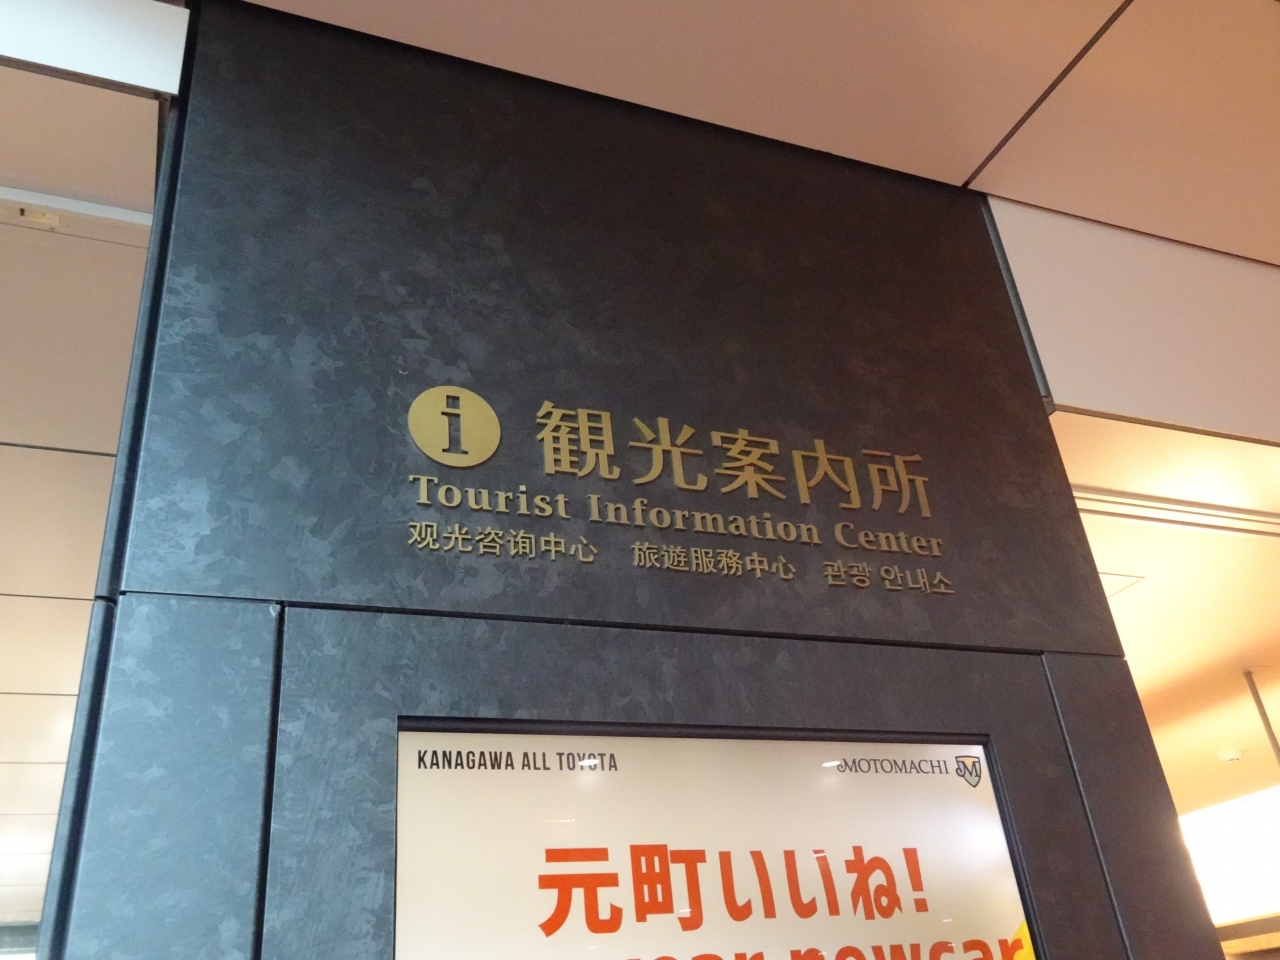 i 観光案内所
Tourist Information Center
观光咨询中心 旅遊服務中心 관광 안내소
KANAGAWA ALL TOYOTA MOTOMACHI M
元町いいね!
newcar